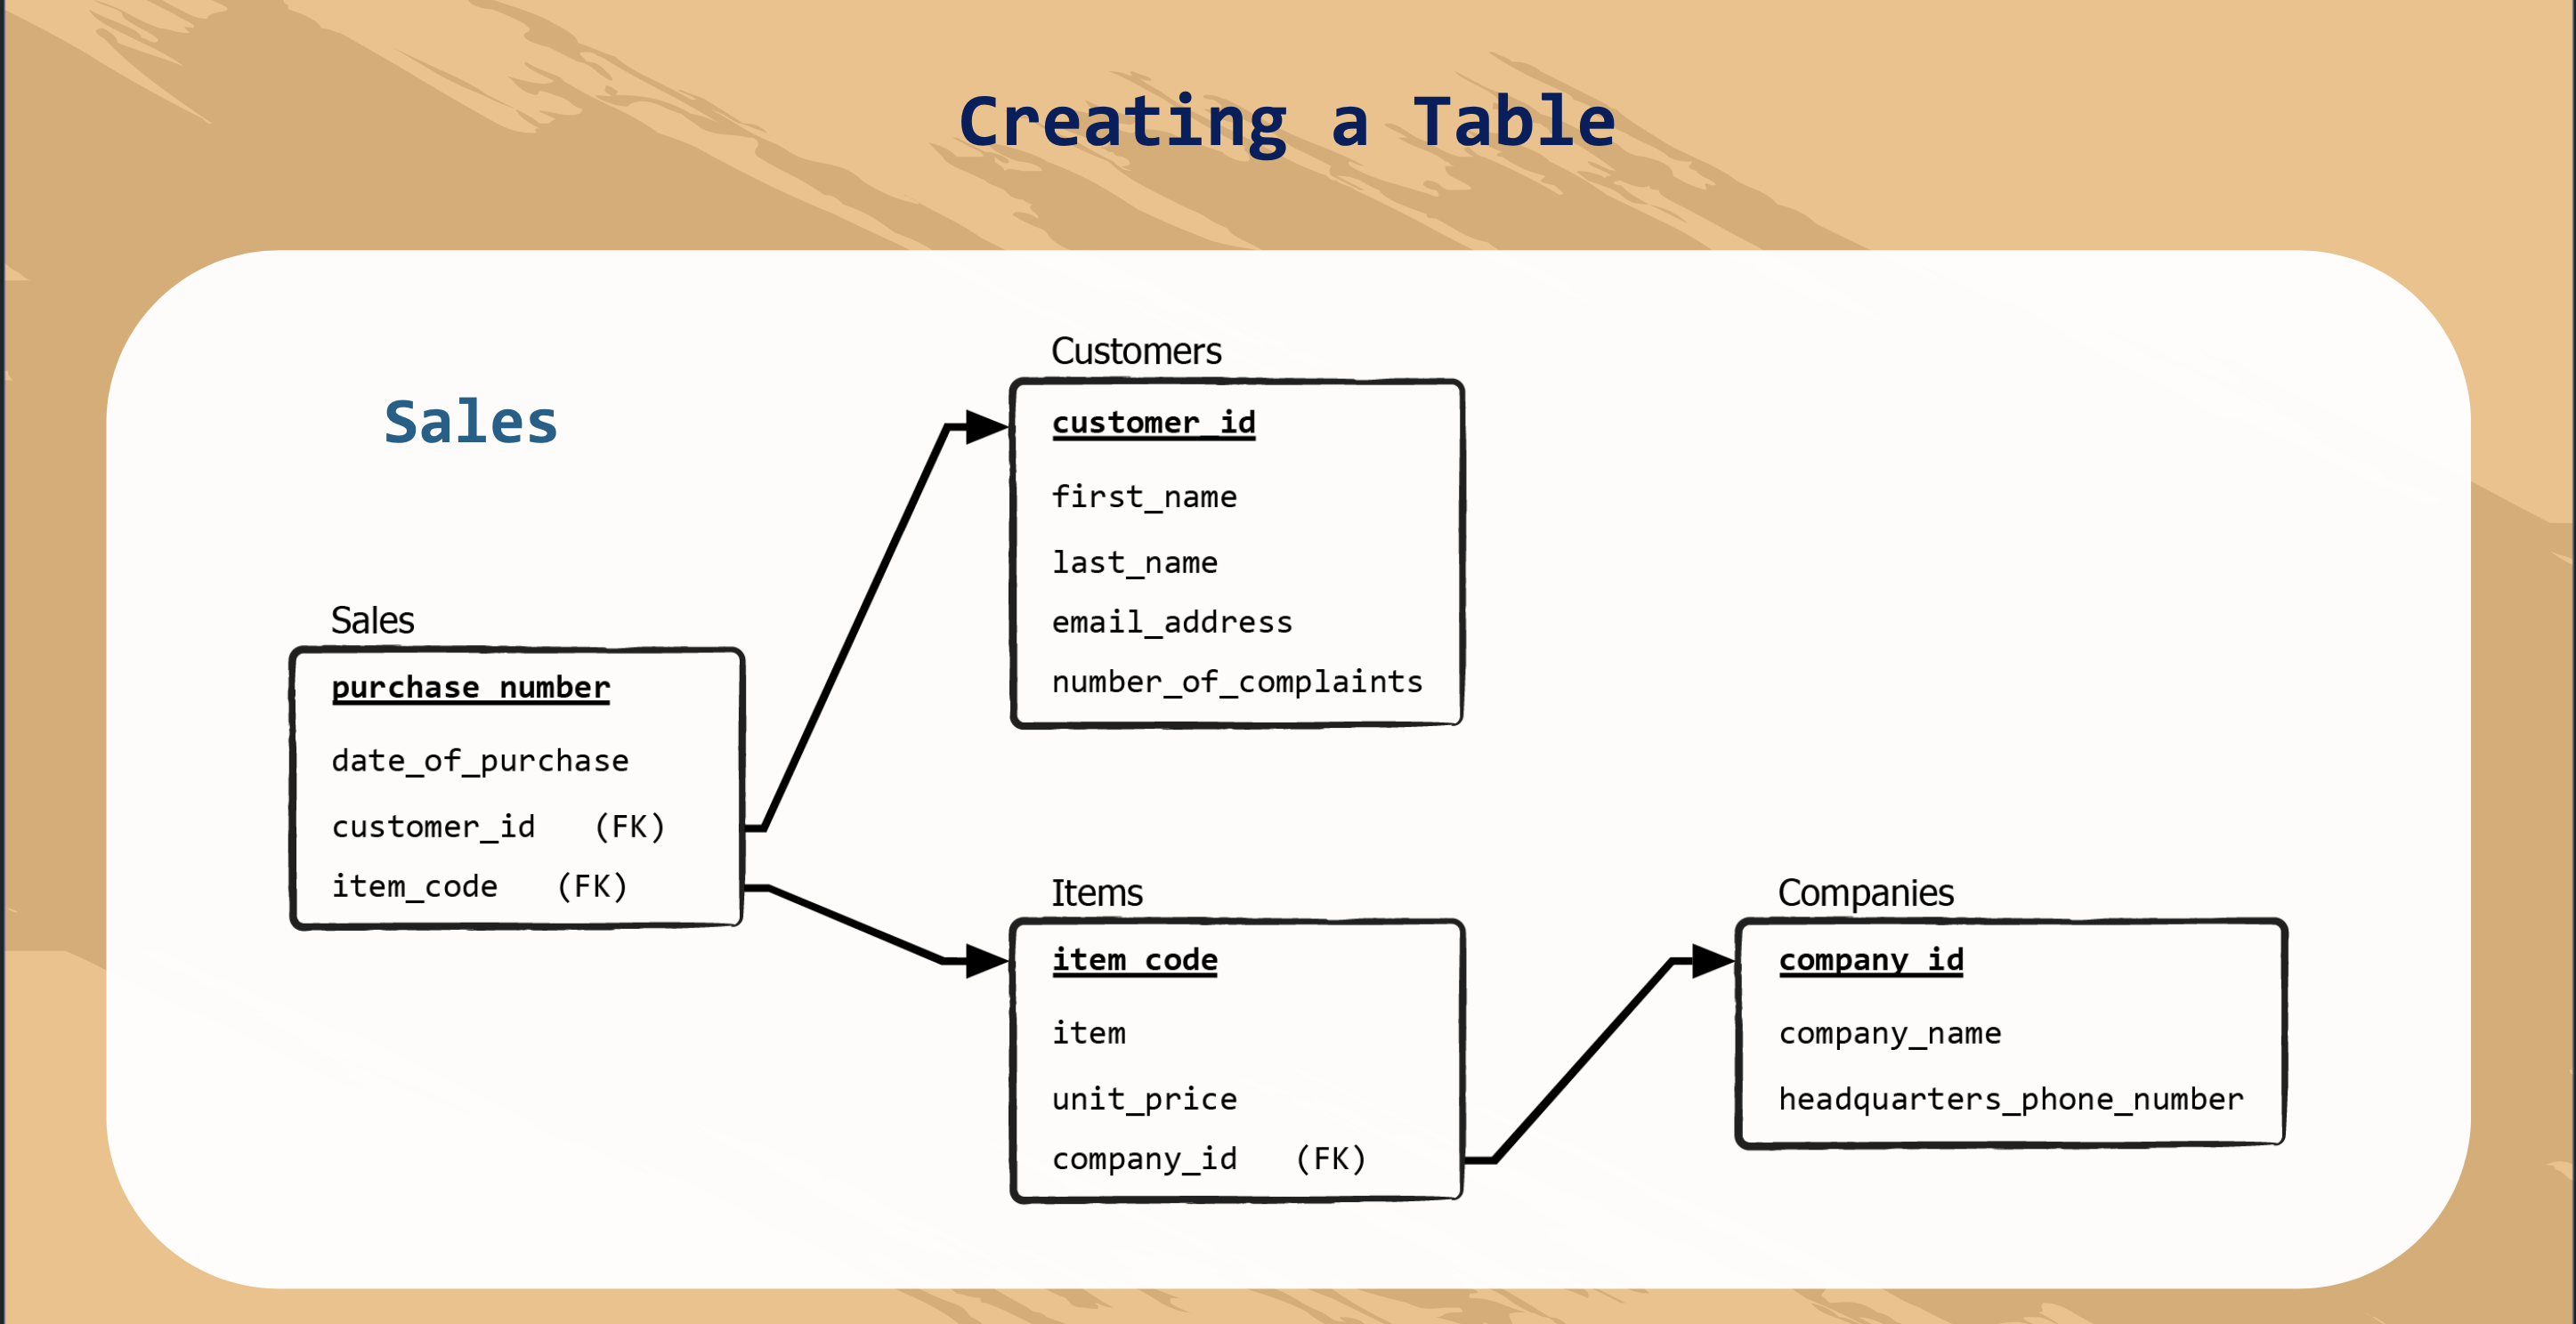 Creating a Table
Sales
Customers
customer_id
first_name
last_name
email_address
number_of_complaints
Sales
purchase_number
date_of_purchase
customer_id (FK)
item_code (FK)
Items
item_code
item
unit_price
company_id (FK)
Companies
company_id
company_name
headquarters_phone_number